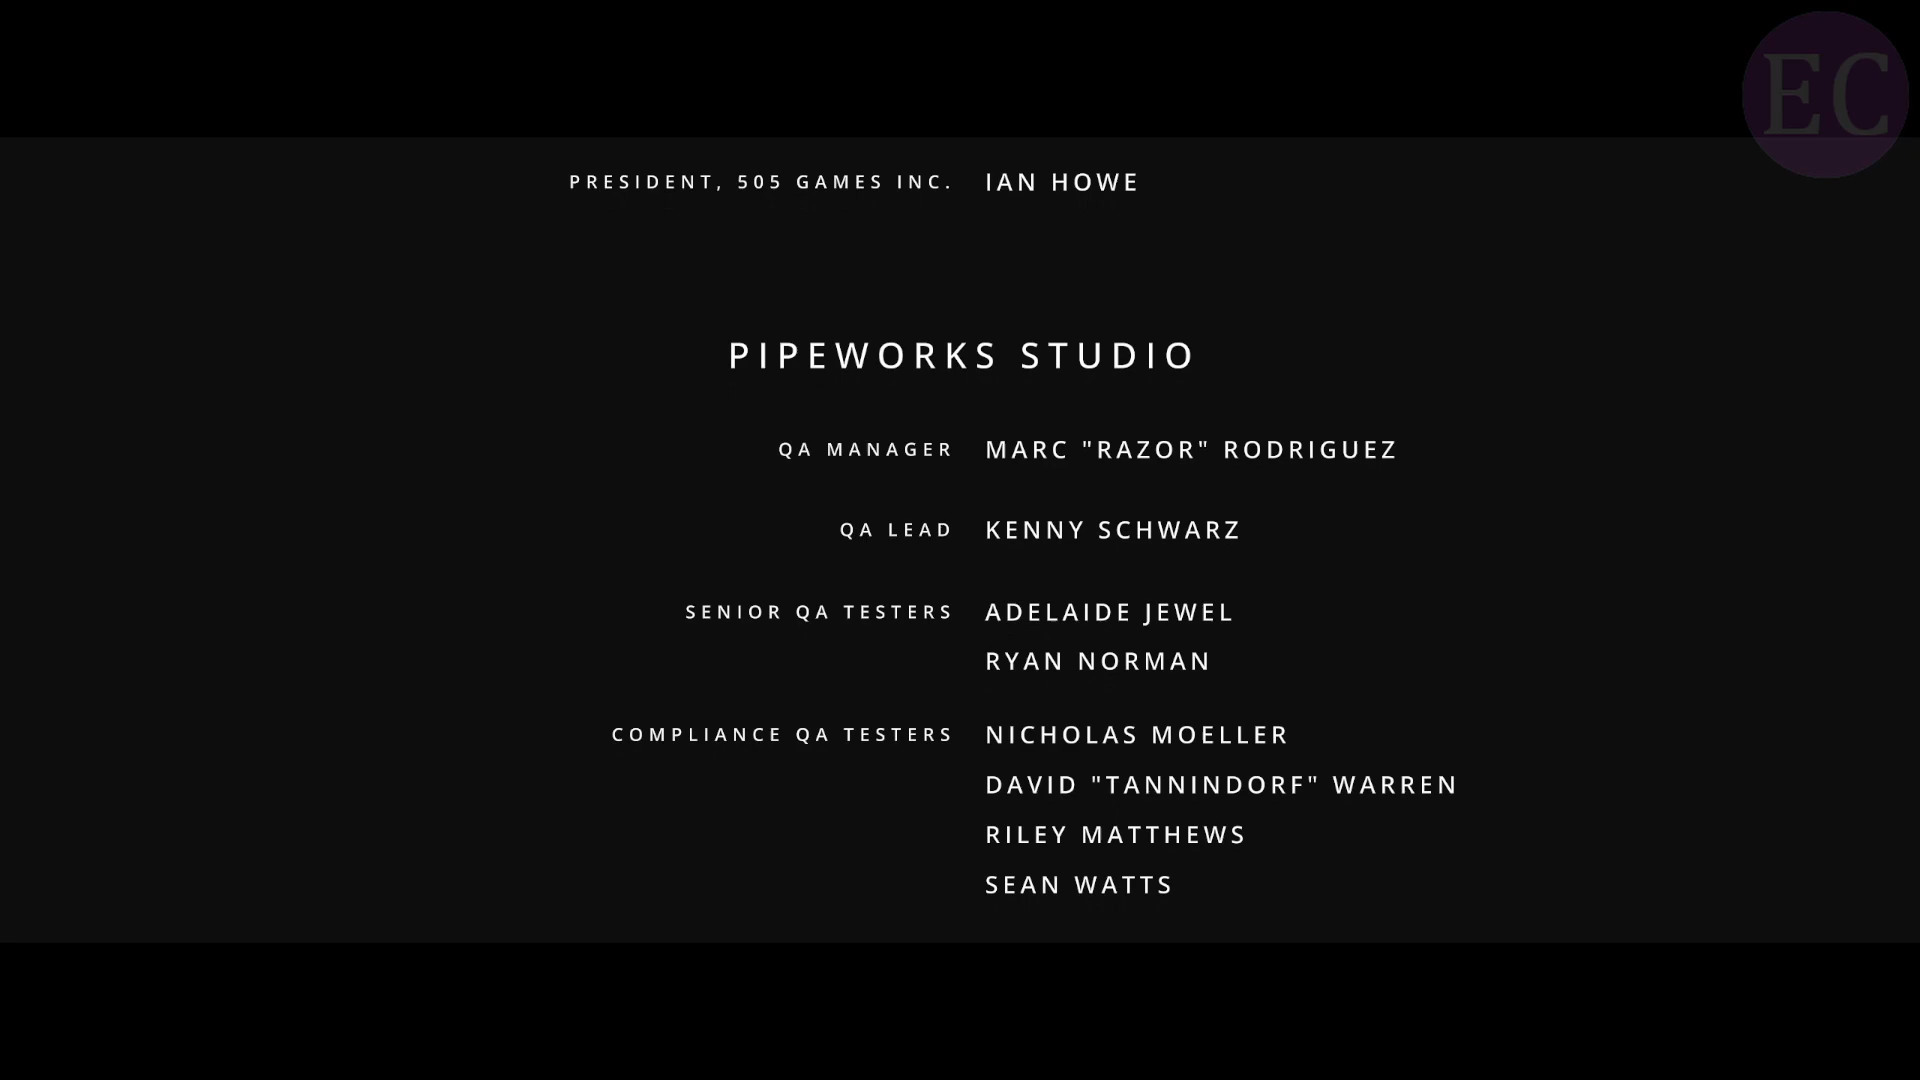 EC
PRESIDENT, 505 GAMES INC. IAN HOWE
PIPEWORKS STUDIO
QA MANAGER MARC "RAZOR" RODRIGUEZ
QA LEAD KENNY SCHWARZ
SENIOR QA TESTERS ADELAIDE JEWEL
RYAN NORMAN
COMPLIANCE QA TESTERS NICHOLAS MOELLER
DAVID "TANNINDORF" WARREN
RILEY MATTHEWS
SEAN WATTS